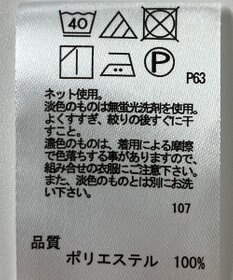 40
P
P63
ネット使用。
淡色のものは無蛍光洗剤を使用。
よくすすぎ、絞りの後すぐに干
すこと。
濃色のものは、着用による摩擦
で色落ちする事がありますので、
組み合せの衣服にご注意下さい。
また、淡色のものとは別にお洗
い下さい。
107
品質
ポリエステル 100%